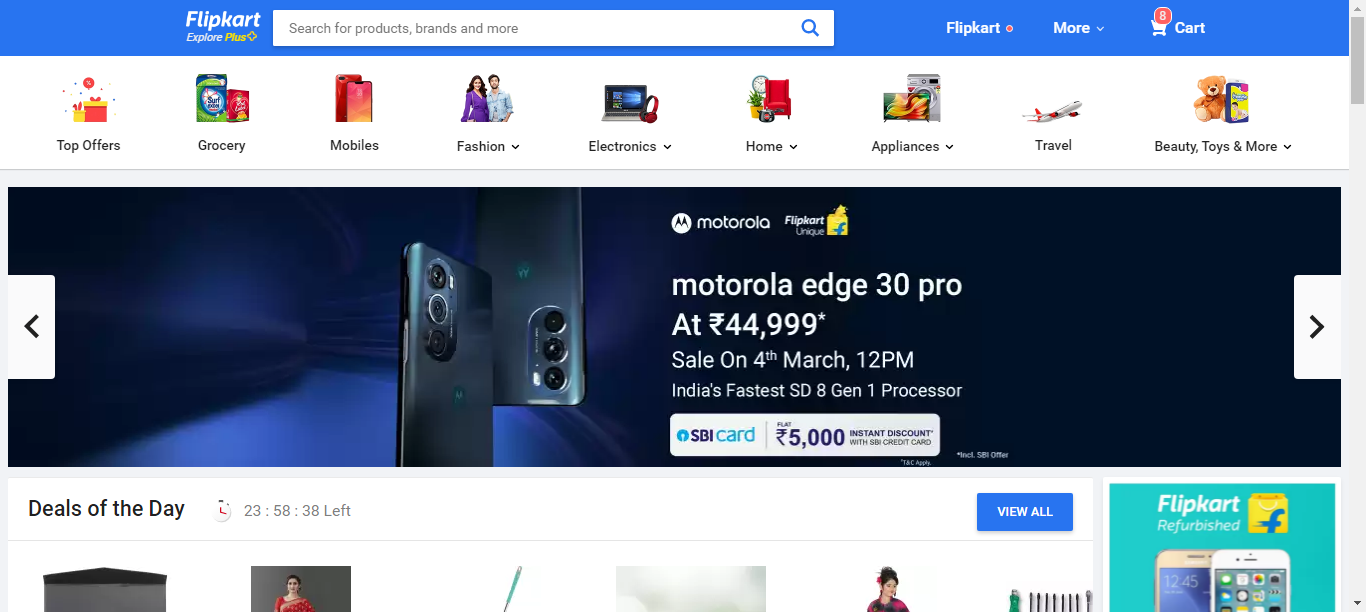 Flipkart
Explore Plus
Search for products, brands and more
Flipkart
More
8
Cart
Top Offers
Grocery
Mobiles
Fashion
Electronics
Home
Appliances
Travel
Beauty, Toys & More
motorola
Flipkart
Unique
motorola edge 30 pro
At ₹44,999*
Sale On 4th March, 12PM
India's Fastest SD 8 Gen 1 Processor
SBI card
FLAT
₹5,000
INSTANT DISCOUNT*
WITH SBI CREDIT CARD
*T&C Apply.
*Incl. SBI Offer
Deals of the Day
23 : 58 : 38 Left
VIEW ALL
Flipkart
Refurbished
12:45